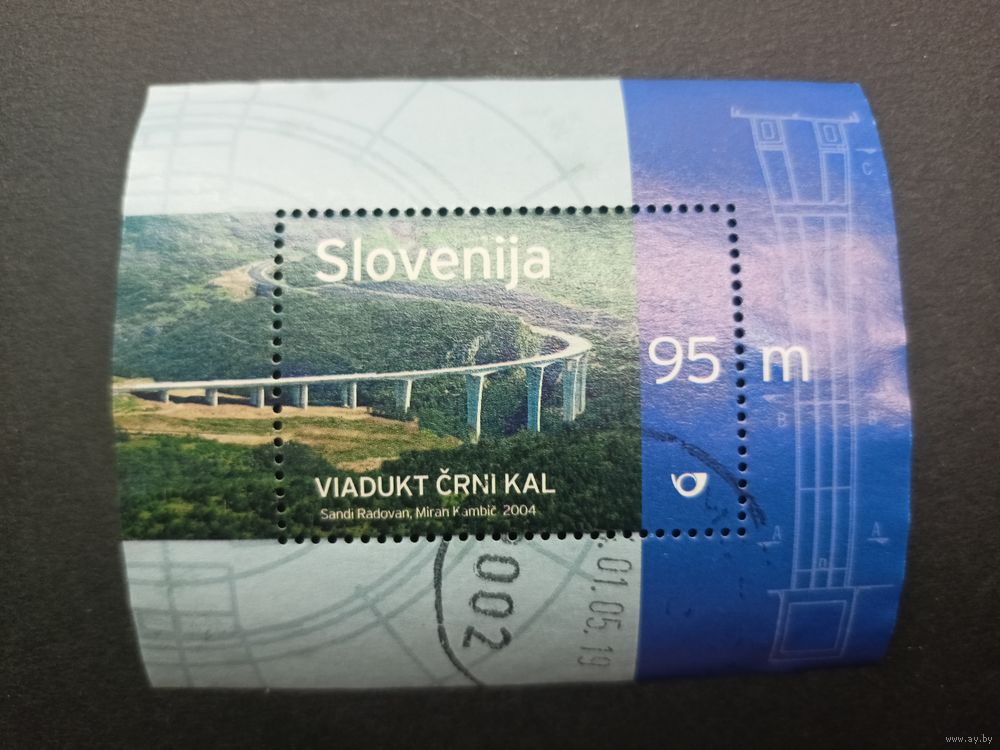 Slovenija
95 m
VIADUKT ČRNI KAL
Sandi Radovan, Miran Kambič 2004
002
01.05.19
C
B
A
A
n
www.ay.by